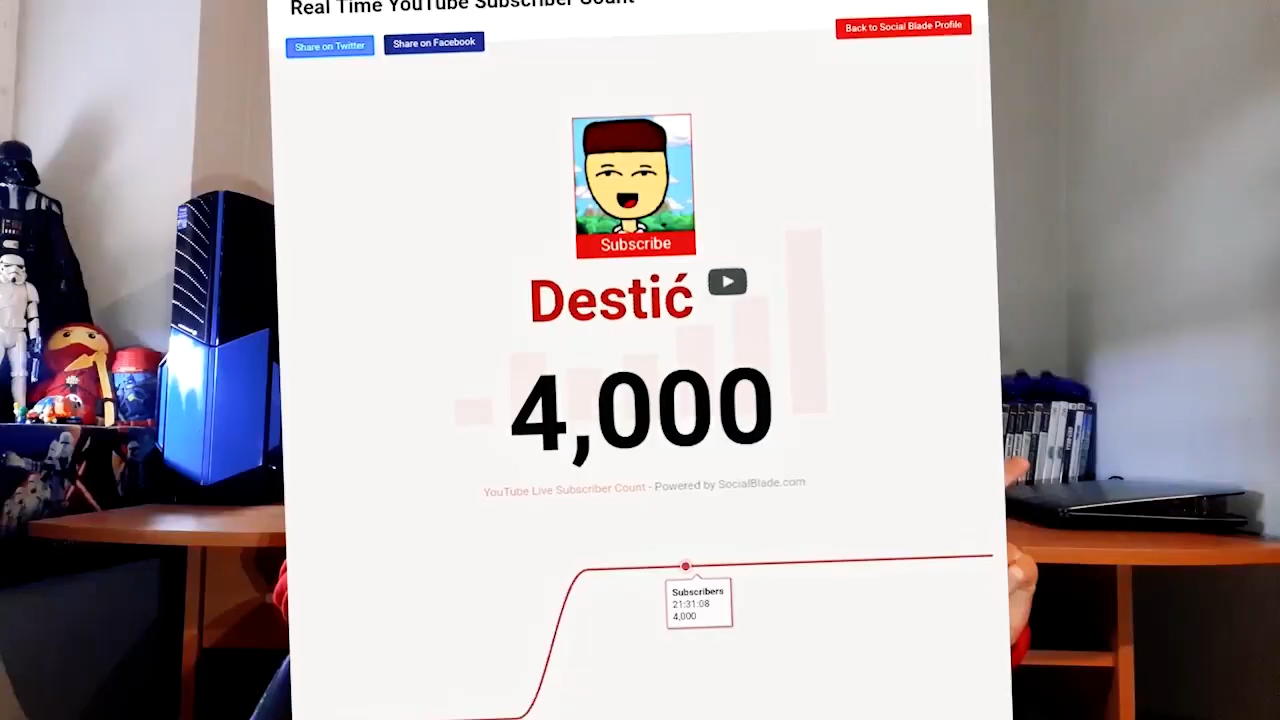 Real Time YouTube Subscriber Count
Share on Twitter
Share on Facebook
Back to Social Blade Profile
Subscribe
Destić
4,000
YouTube Live Subscriber Count - Powered by SocialBlade.com
Subscribers
21:31:08
4,000